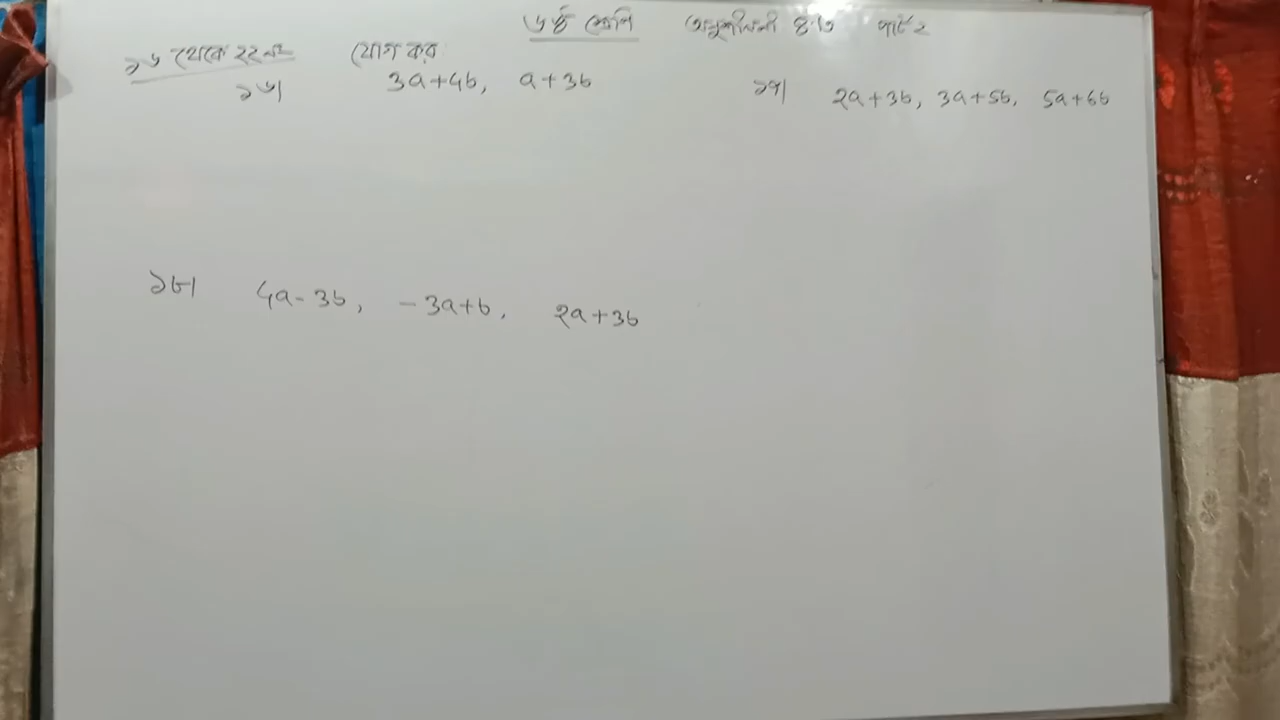 ৬ষ্ঠ শ্রেণি অনুশীলনী ৪.৩ পার্ট ২
১৬ থেকে ২২ নং যোগ কর
১৬। 3a+4b, a+3b
১৭। 2a+3b, 3a+5b, 5a+6b
১৮। 4a-3b, -3a+b, 2a+3b